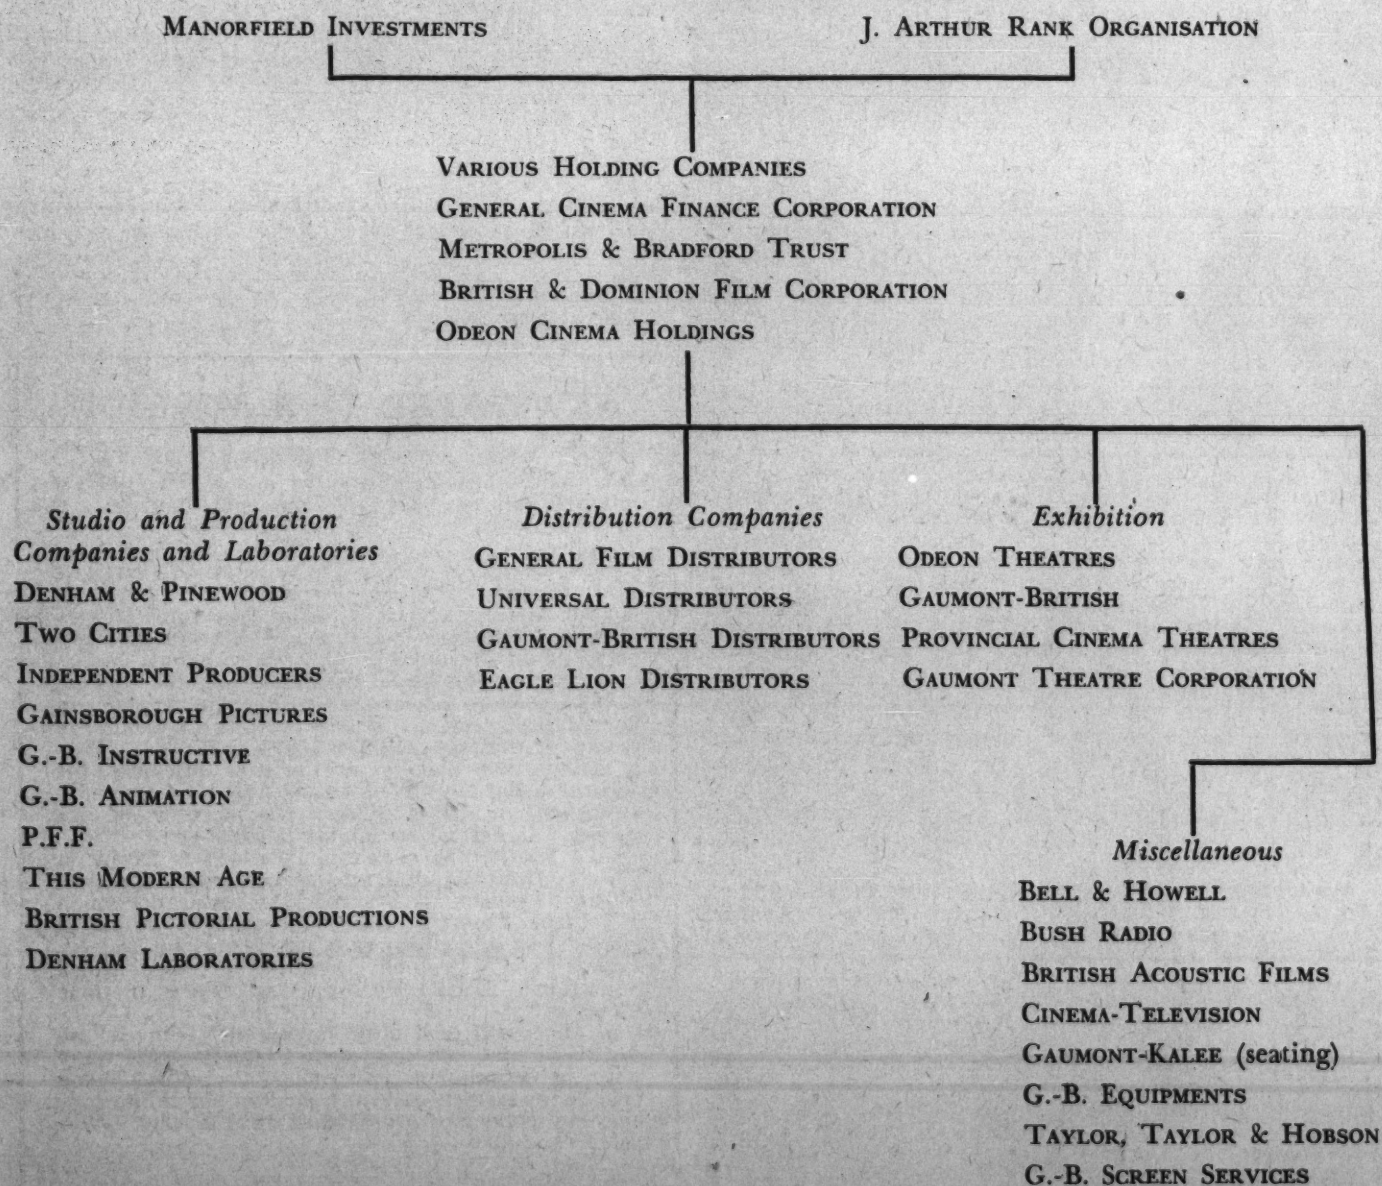 MANORFIELD INVESTMENTS
J. ARTHUR RANK ORGANISATION
VARIOUS HOLDING COMPANIES
GENERAL CINEMA FINANCE CORPORATION
METROPOLIS & BRADFORD TRUST
BRITISH & DOMINION FILM CORPORATION
ODEON CINEMA HOLDINGS
Studio and Production
Companies and Laboratories
DENHAM & PINEWOOD
TWO CITIES
INDEPENDENT PRODUCERS
GAINSBOROUGH PICTURES
G.-B. INSTRUCTIVE
G.-B. ANIMATION
P.F.F.
THIS MODERN AGE
BRITISH PICTORIAL PRODUCTIONS
DENHAM LABORATORIES
Distribution Companies
GENERAL FILM DISTRIBUTORS
UNIVERSAL DISTRIBUTORS
GAUMONT-BRITISH DISTRIBUTORS
EAGLE LION DISTRIBUTORS
Exhibition
ODEON THEATRES
GAUMONT-BRITISH
PROVINCIAL CINEMA THEATRES
GAUMONT THEATRE CORPORATION
Miscellaneous
BELL & HOWELL
BUSH RADIO
BRITISH ACOUSTIC FILMS
CINEMA-TELEVISION
GAUMONT-KALEE (seating)
G.-B. EQUIPMENTS
TAYLOR, TAYLOR & HOBSON
G.-B. SCREEN SERVICES